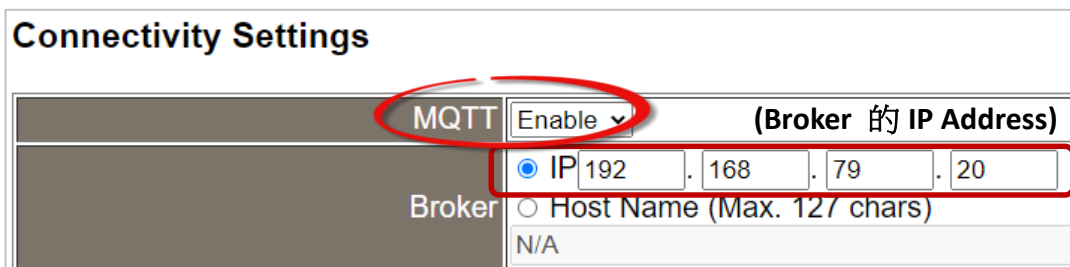 Connectivity Settings
MQTT Enable (Broker 的 IP Address)
IP 192 . 168 . 79 . 20
Broker Host Name (Max. 127 chars)
N/A